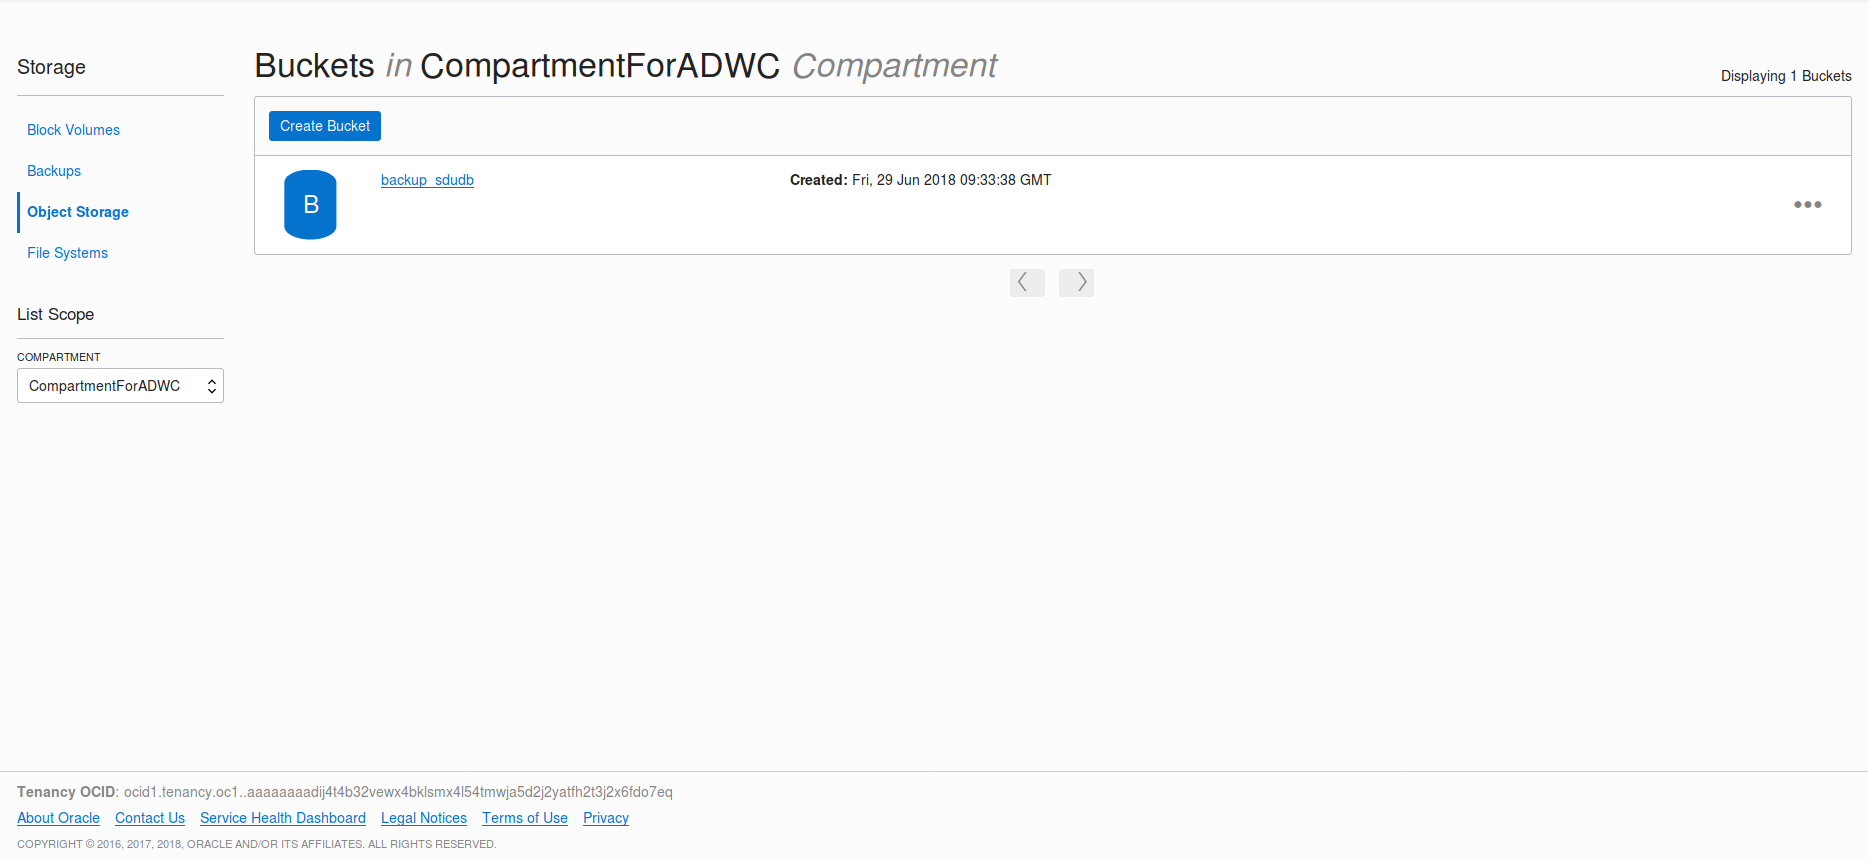 Storage
Block Volumes
Backups
Object Storage
File Systems
List Scope
COMPARTMENT
CompartmentForADWC
Buckets in CompartmentForADWC Compartment
Displaying 1 Buckets
Create Bucket
B
backup_sdudb
Created: Fri, 29 Jun 2018 09:33:38 GMT
Tenancy OCID: ocid1.tenancy.oc1..aaaaaaaadij4t4b32vewx4bklsmx4l54tmwja5d2j2yatfh2t3j2x6fdo7eq
About Oracle Contact Us Service Health Dashboard Legal Notices Terms of Use Privacy
COPYRIGHT © 2016, 2017, 2018, ORACLE AND/OR ITS AFFILIATES. ALL RIGHTS RESERVED.